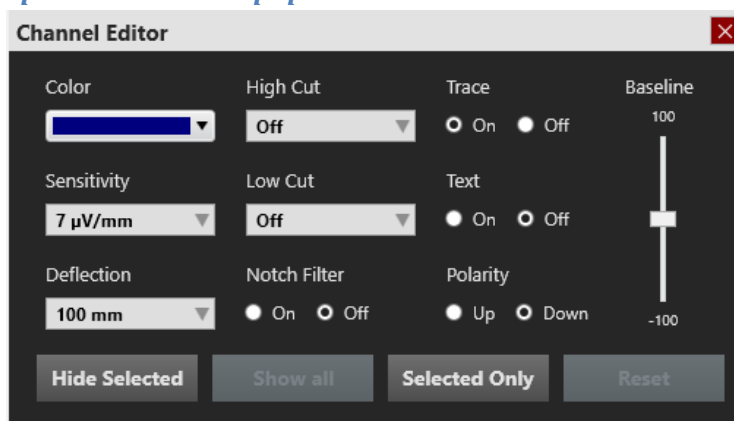 Channel Editor
Color High Cut Trace Baseline
Off On Off 100
Sensitivity Low Cut Text
7 µV/mm Off On Off
Deflection Notch Filter Polarity
100 mm On Off Up Down -100
Hide Selected Show all Selected Only Reset